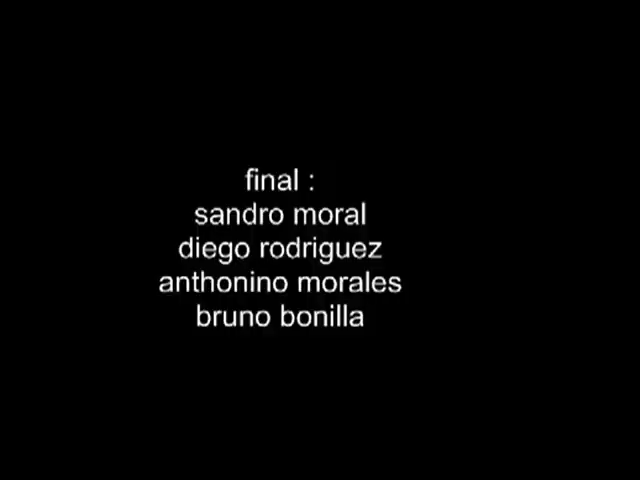 final :
sandro moral
diego rodriguez
anthonino morales
bruno bonilla